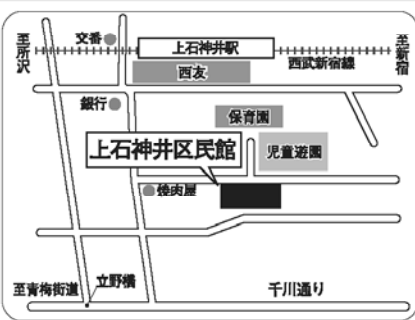 至所沢
交番
上石神井駅
至新宿
西友
西武新宿線
銀行
保育園
上石神井区民館
児童遊園
焼肉屋
至青梅街道
立野橋
千川通り